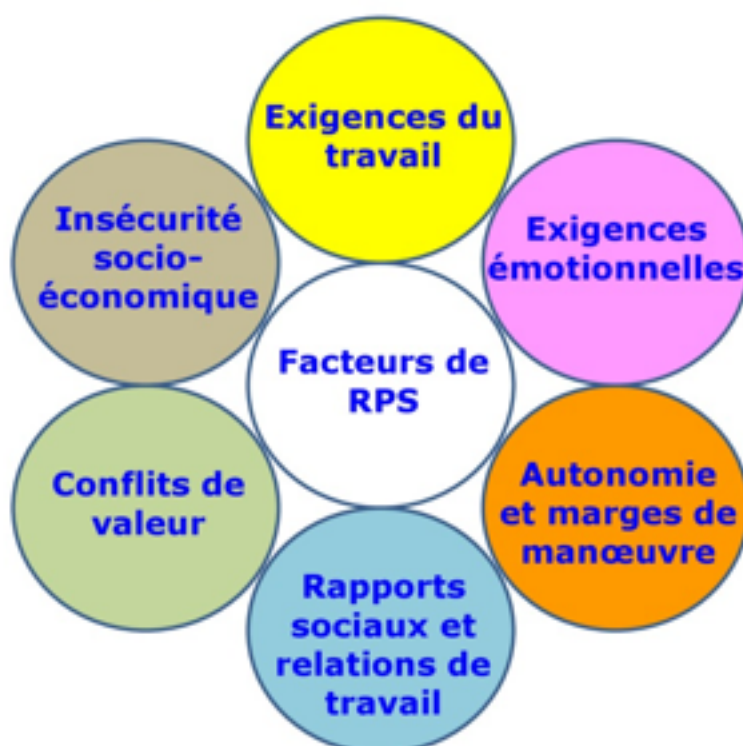 Exigences du
travail
Exigences
émotionnelles
Autonomie
et marges de
manœuvre
Rapports
sociaux et
relations de
travail
Conflits de
valeur
Insécurité
socio-
économique
Facteurs de
RPS